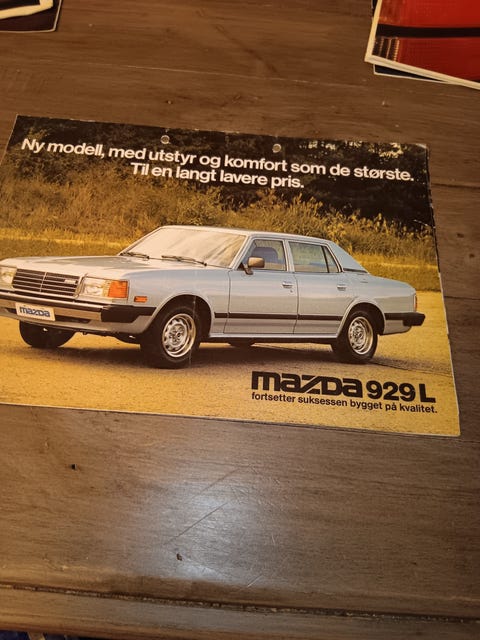 Ny modell, med utstyr og komfort som de største.
Til en langt lavere pris.
mazda
mazda 929 L
fortsetter suksessen bygget på kvalitet.